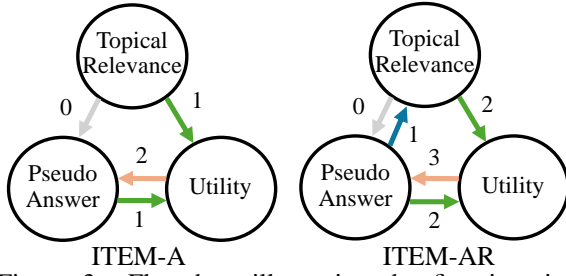 Topical
Relevance
0
1
Pseudo
Answer
2
1
Utility
ITEM-A
Topical
Relevance
0
1
2
Pseudo
Answer
3
2
Utility
ITEM-AR